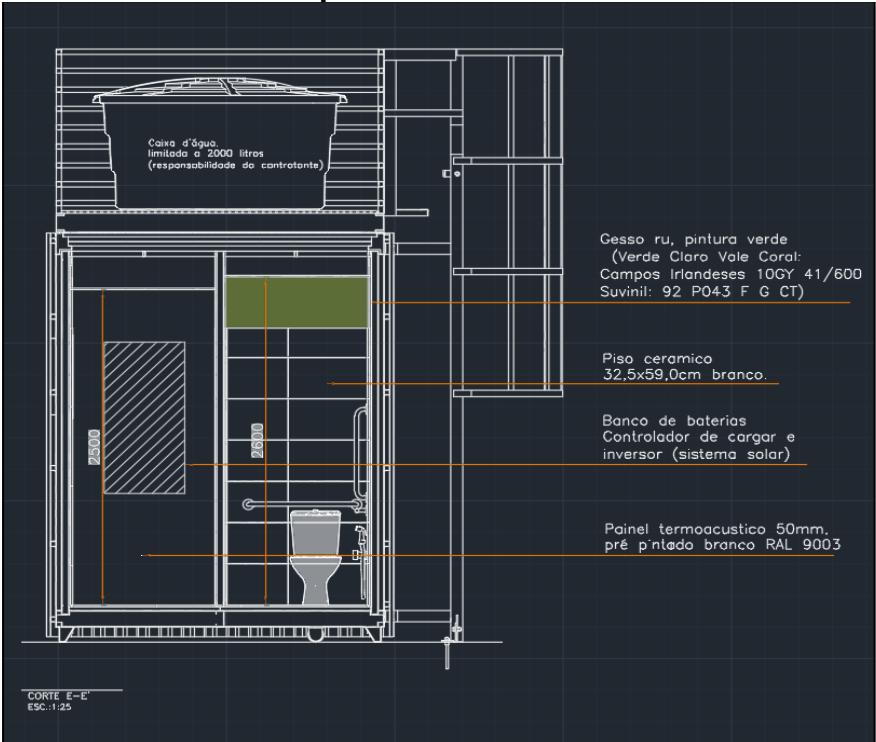 Caixa d'água.
limitada a 2000 litros
(responsabilidade do contratante)
Gesso ru, pintura verde
(Verde Claro Vale Coral:
Campos Irlandeses 10GY 41/600
Suvinil: 92 P043 F G CT)
Piso ceramico
32,5x59,0cm branco.
Banco de baterias
Controlador de cargar e
inversor (sistema solar)
Painel termoacustico 50mm,
pré pintado branco RAL 9003
2500
2600
CORTE E-E'
ESC.:1:25